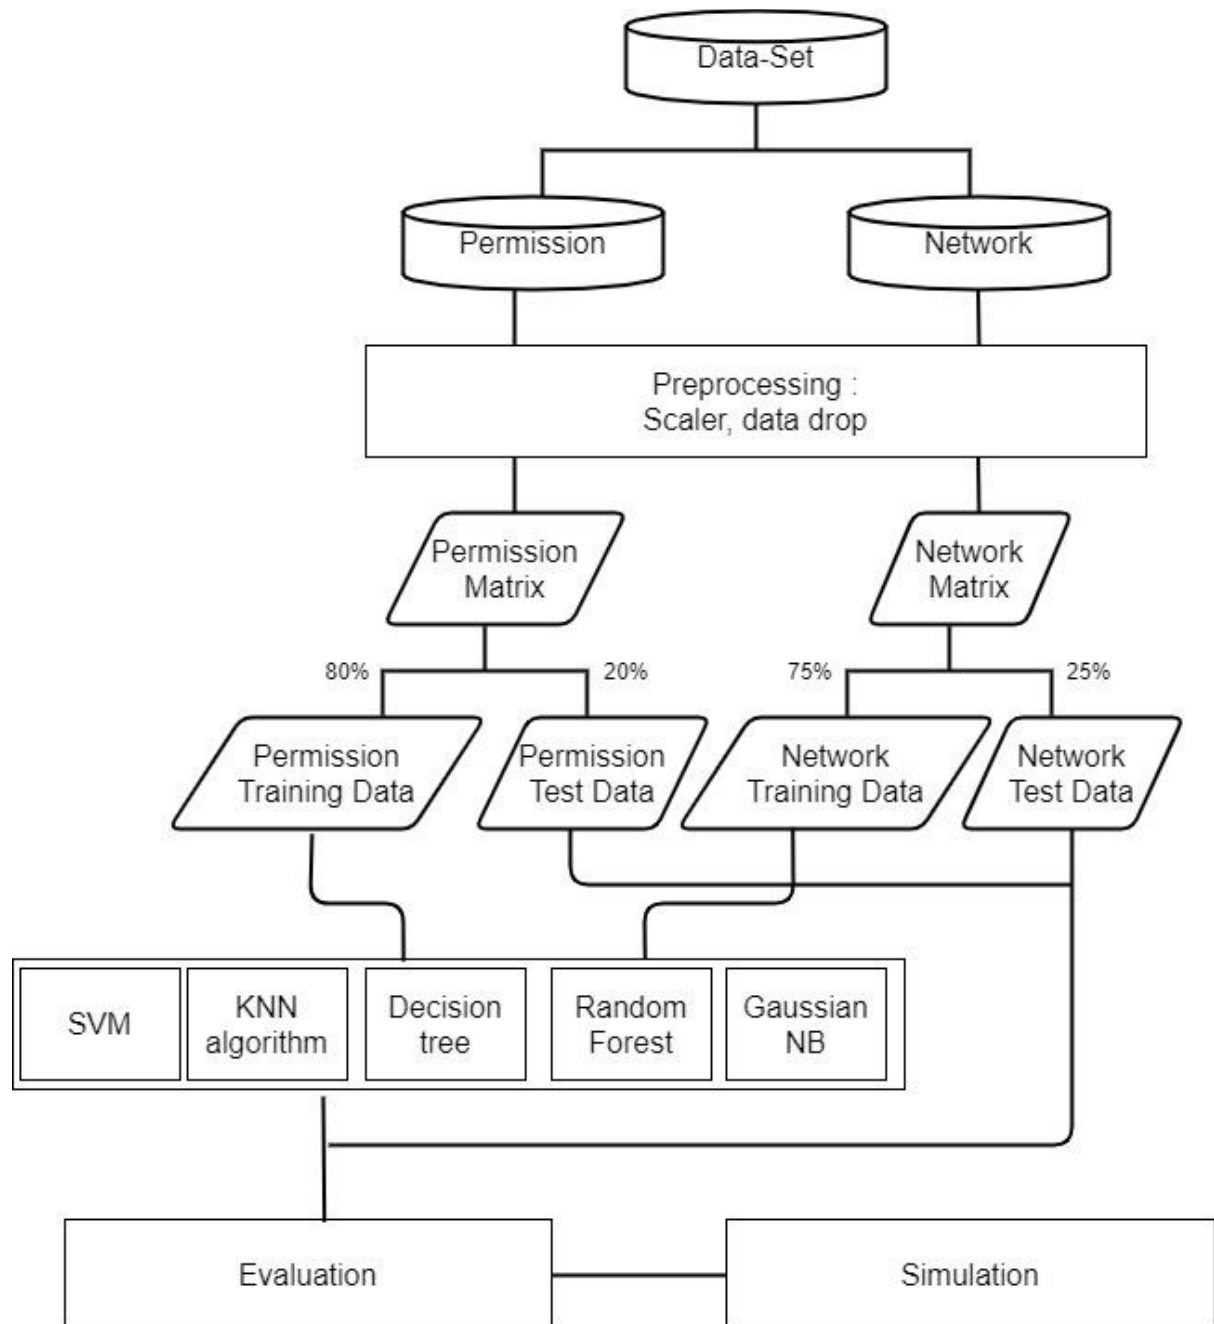 Data-Set
Permission
Network
Preprocessing :
Scaler, data drop
Permission
Matrix
Network
Matrix
80%
20%
75%
25%
Permission
Training Data
Permission
Test Data
Network
Training Data
Network
Test Data
SVM
KNN
algorithm
Decision
tree
Random
Forest
Gaussian
NB
Evaluation
Simulation